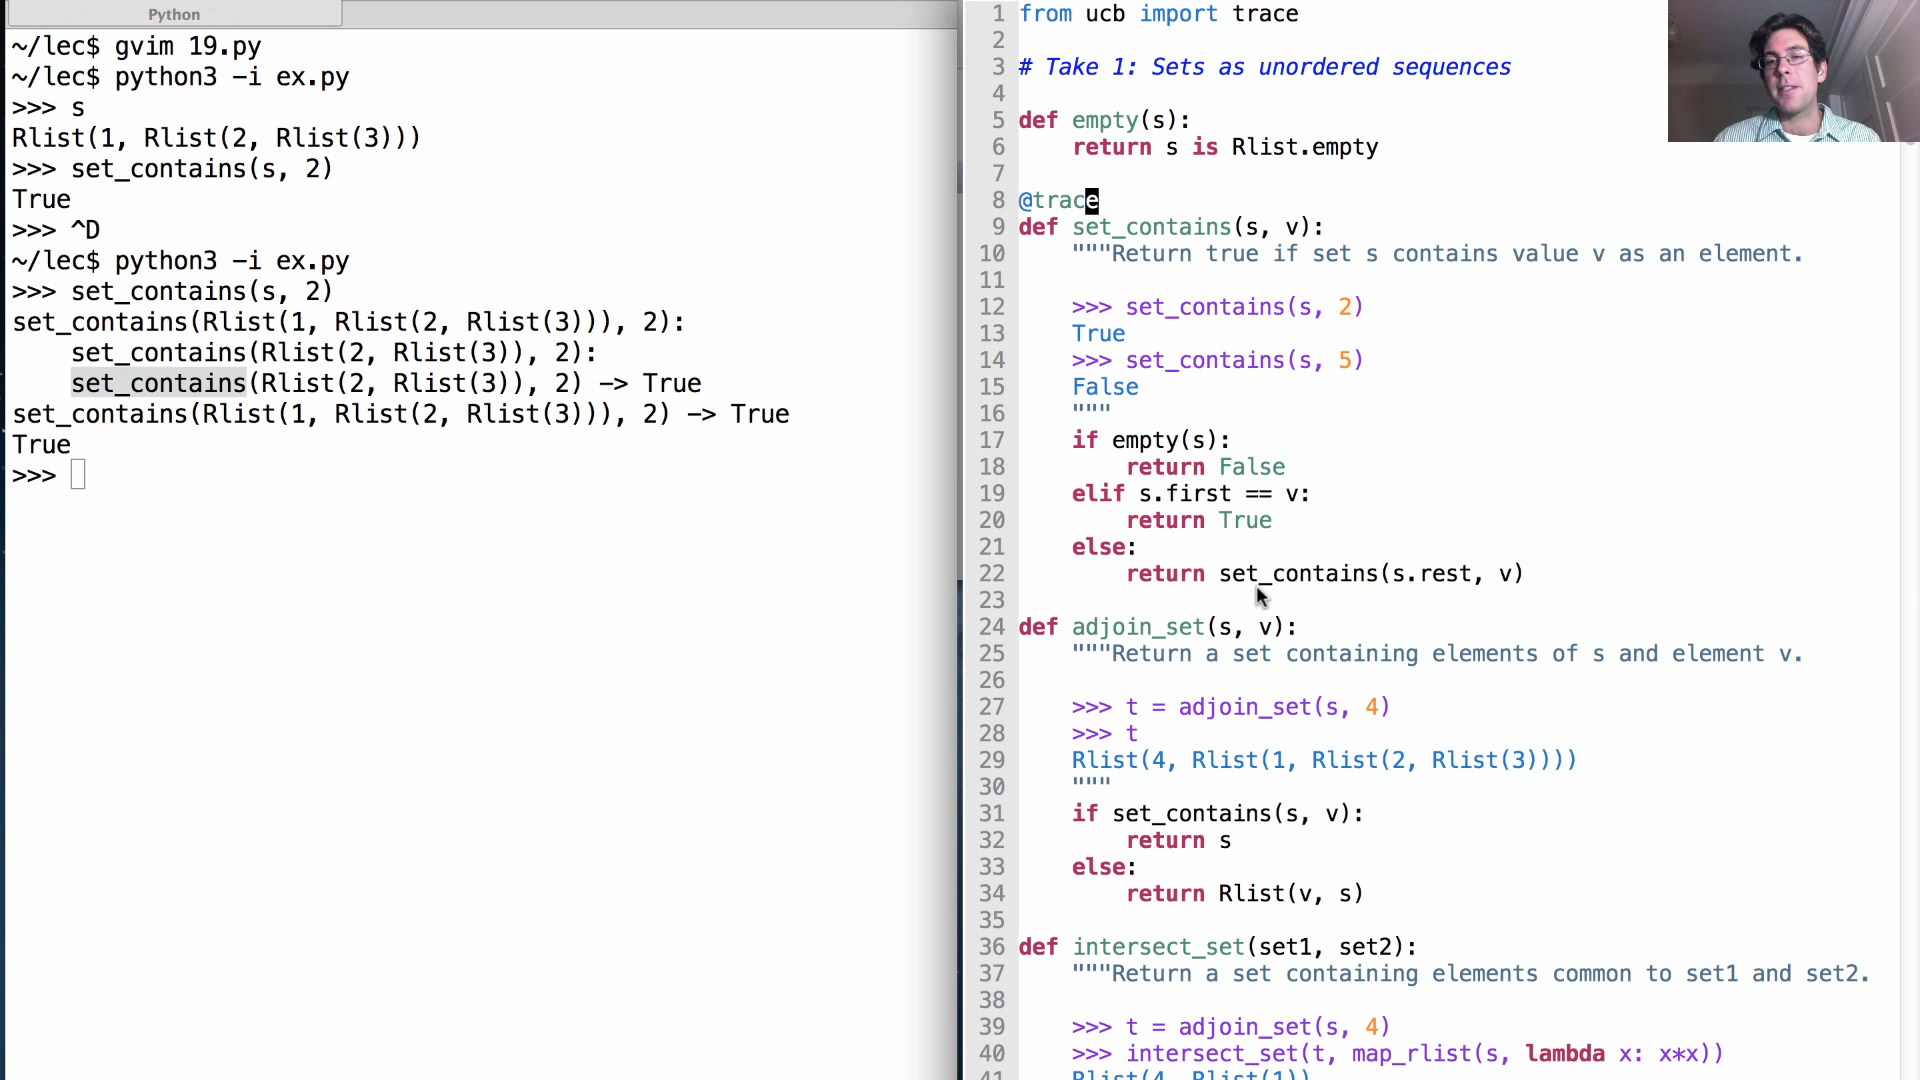 Python
~/lec$ gvim 19.py
~/lec$ python3 -i ex.py
>>> s
Rlist(1, Rlist(2, Rlist(3)))
>>> set_contains(s, 2)
True
>>> ^D
~/lec$ python3 -i ex.py
>>> set_contains(s, 2)
set_contains(Rlist(1, Rlist(2, Rlist(3))), 2):
    set_contains(Rlist(2, Rlist(3)), 2):
    set_contains(Rlist(2, Rlist(3)), 2) -> True
set_contains(Rlist(1, Rlist(2, Rlist(3))), 2) -> True
True
>>>
1 from ucb import trace
2
3 # Take 1: Sets as unordered sequences
4
5 def empty(s):
6     return s is Rlist.empty
7
8 @trace
9 def set_contains(s, v):
10     """Return true if set s contains value v as an element.
11
12     >>> set_contains(s, 2)
13     True
14     >>> set_contains(s, 5)
15     False
16     """
17     if empty(s):
18         return False
19     elif s.first == v:
20         return True
21     else:
22         return set_contains(s.rest, v)
23
24 def adjoin_set(s, v):
25     """Return a set containing elements of s and element v.
26
27     >>> t = adjoin_set(s, 4)
28     >>> t
29     Rlist(4, Rlist(1, Rlist(2, Rlist(3))))
30     """
31     if set_contains(s, v):
32         return s
33     else:
34         return Rlist(v, s)
35
36 def intersect_set(set1, set2):
37     """Return a set containing elements common to set1 and set2.
38
39     >>> t = adjoin_set(s, 4)
40     >>> intersect_set(t, map_rlist(s, lambda x: x*x))
41     Rlist(4, Rlist(1))